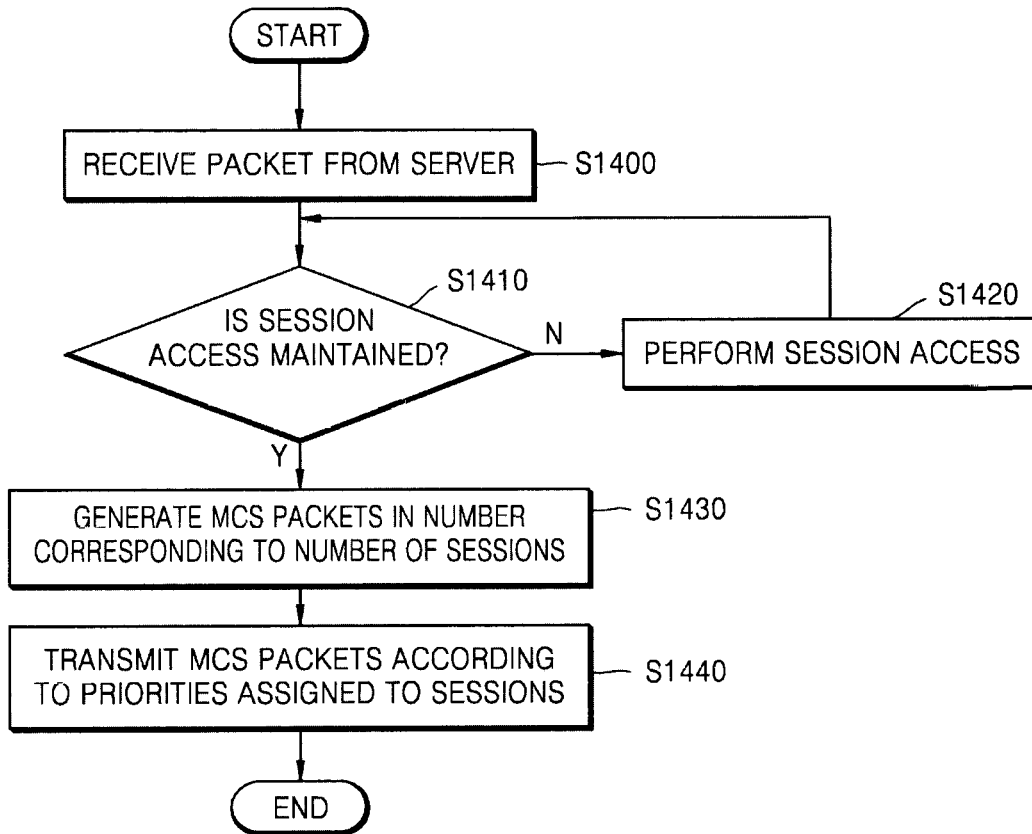 START
RECEIVE PACKET FROM SERVER
S1400
S1410
IS SESSION
ACCESS MAINTAINED?
N
S1420
PERFORM SESSION ACCESS
Y
GENERATE MCS PACKETS IN NUMBER
CORRESPONDING TO NUMBER OF SESSIONS
S1430
TRANSMIT MCS PACKETS ACCORDING
TO PRIORITIES ASSIGNED TO SESSIONS
S1440
END